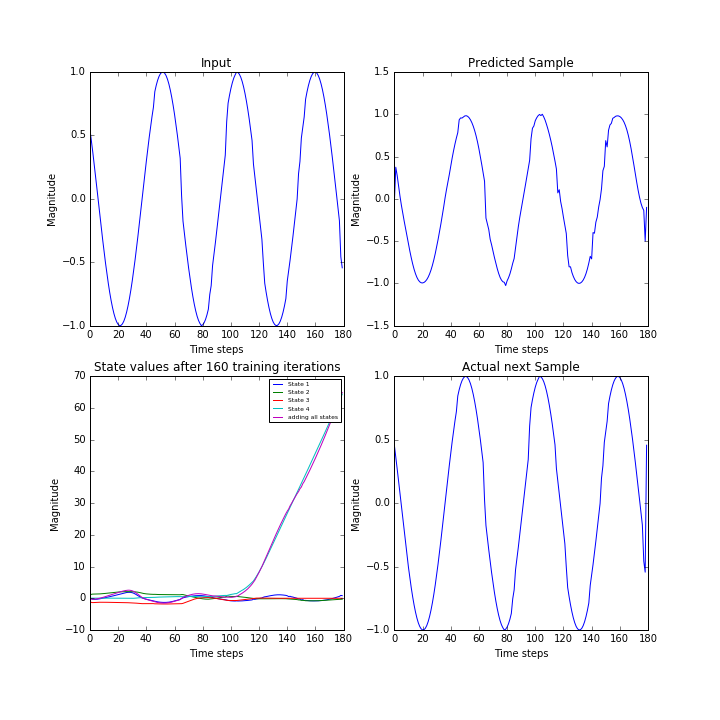 Input
Magnitude
1.0
0.5
0.0
−0.5
−1.0
0 20 40 60 80 100 120 140 160 180
Time steps
Predicted Sample
Magnitude
1.5
1.0
0.5
0.0
−0.5
−1.0
−1.5
0 20 40 60 80 100 120 140 160 180
Time steps
State values after 160 training iterations
Magnitude
70
60
50
40
30
20
10
0
−10
0 20 40 60 80 100 120 140 160 180
Time steps
State 1
State 2
State 3
State 4
adding all states
Actual next Sample
Magnitude
1.0
0.5
0.0
−0.5
−1.0
0 20 40 60 80 100 120 140 160 180
Time steps